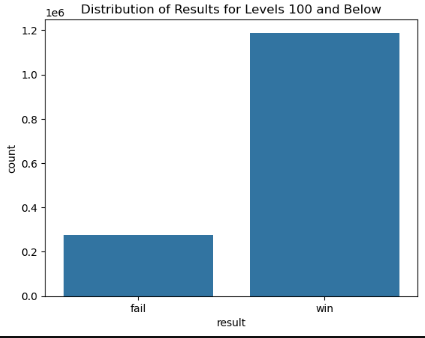 Distribution of Results for Levels 100 and Below
1e6
1.2
1.0
0.8
0.6
0.4
0.2
0.0
count
fail win
result